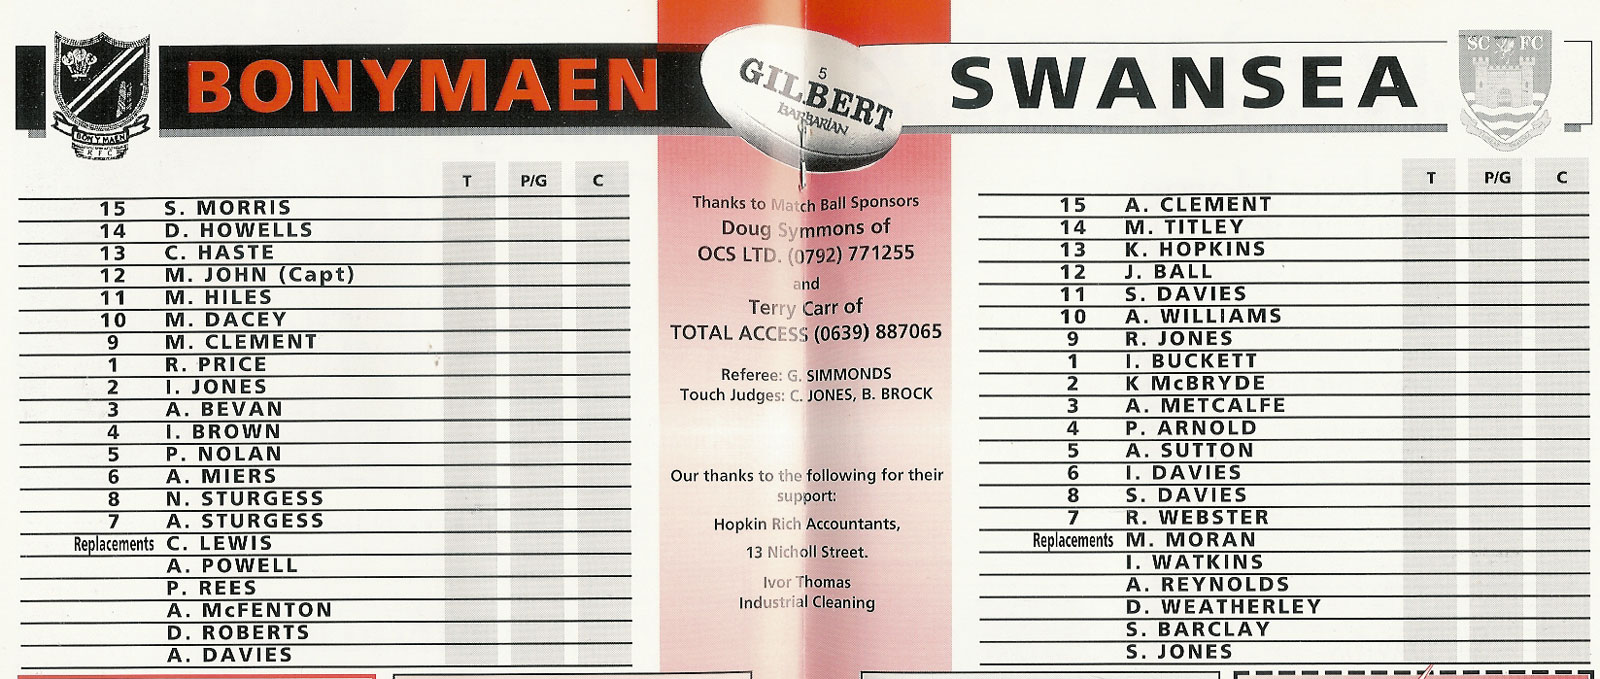 BONYMAEN
BONYMAEN
RFC
T P/G C
15 S. MORRIS
14 D. HOWELLS
13 C. HASTE
12 M. JOHN (Capt)
11 M. HILES
10 M. DACEY
9 M. CLEMENT
1 R. PRICE
2 I. JONES
3 A. BEVAN
4 I. BROWN
5 P. NOLAN
6 A. MIERS
8 N. STURGESS
7 A. STURGESS
Replacements C. LEWIS
A. POWELL
P. REES
A. McFENTON
D. ROBERTS
A. DAVIES
5
GILBERT
BARBARIAN
Thanks to Match Ball Sponsors
Doug Symmons of
OCS LTD. (0792) 771255
and
Terry Carr of
TOTAL ACCESS (0639) 887065
Referee: G. SIMMONDS
Touch Judges: C. JONES, B. BROCK
Our thanks to the following for their
support:
Hopkin Rich Accountants,
13 Nicholl Street.
Ivor Thomas
Industrial Cleaning
SWANSEA
SC FC
T P/G C
15 A. CLEMENT
14 M. TITLEY
13 K. HOPKINS
12 J. BALL
11 S. DAVIES
10 A. WILLIAMS
9 R. JONES
1 I. BUCKETT
2 K McBRYDE
3 A. METCALFE
4 P. ARNOLD
5 A. SUTTON
6 I. DAVIES
8 S. DAVIES
7 R. WEBSTER
Replacements M. MORAN
I. WATKINS
A. REYNOLDS
D. WEATHERLEY
S. BARCLAY
S. JONES